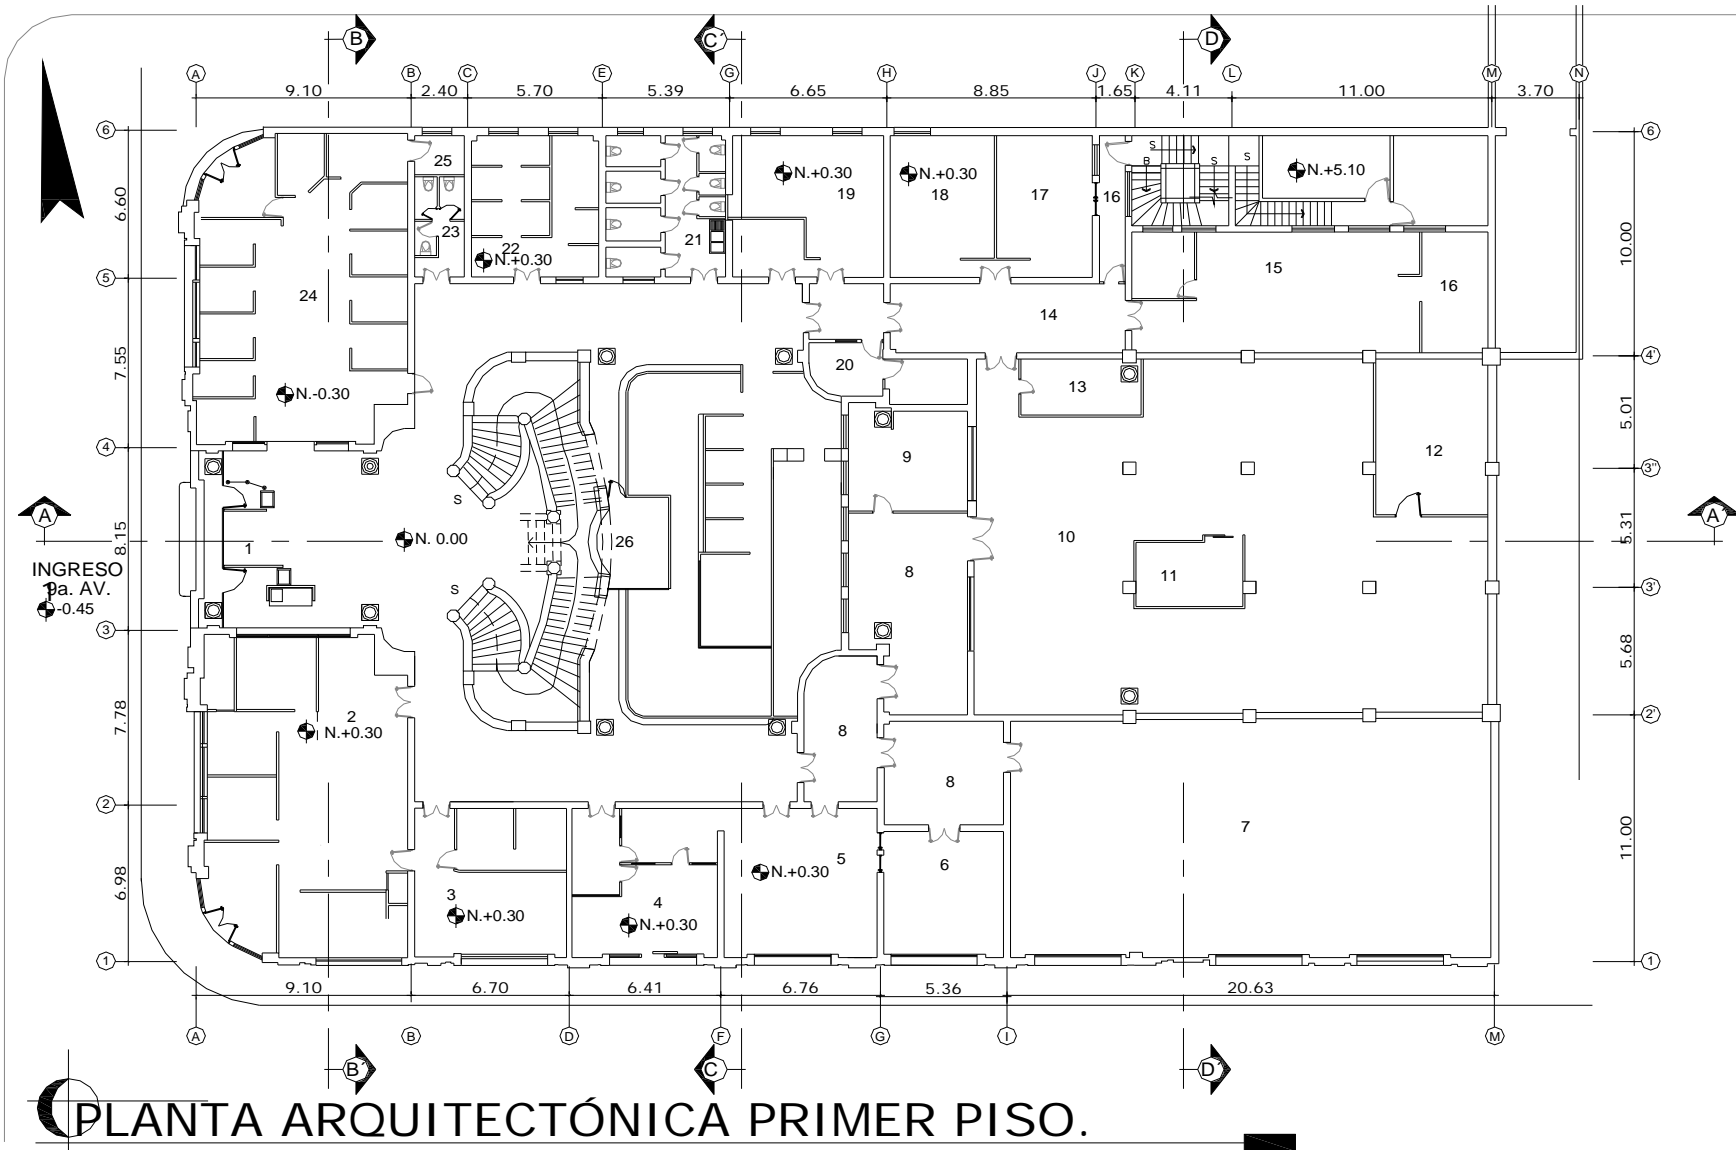 B C´ D
A B C E G H J K L M N
9.10 2.40 5.70 5.39 6.65 8.85 1.65 4.11 11.00 3.70
6 6
25 N.+0.30 N.+0.30 N.+5.10
19 18 17 16
B S S S
6.60 23 22 21 10.00
N.+0.30
5 24 15 16
14
7.55 20 4'
N.-0.30 13
5.01
4 9 12 3''
S
A A´
8.15 1 N. 0.00 26 10 5.31
INGRESO
9a. AV.
1
-0.45
S 8 11 3'
3
5.68
2 2'
7.78 N.+0.30 8
8
2 7
5 11.00
6.98 N.+0.30 6
3 4
N.+0.30 N.+0.30
1 1
9.10 6.70 6.41 6.76 5.36 20.63
A B D F G I M
B´ C D´
PLANTA ARQUITECTÓNICA PRIMER PISO.